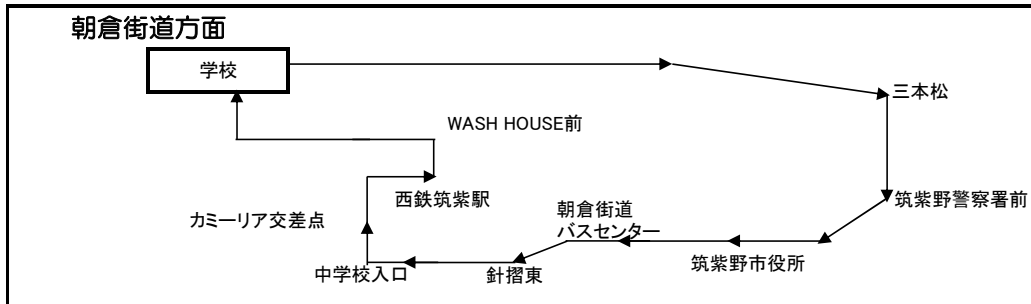 朝倉街道方面
学校
三本松
WASH HOUSE前
西鉄筑紫駅
筑紫野警察署前
カミーリア交差点
朝倉街道
バスセンター
筑紫野市役所
中学校入口
針摺東